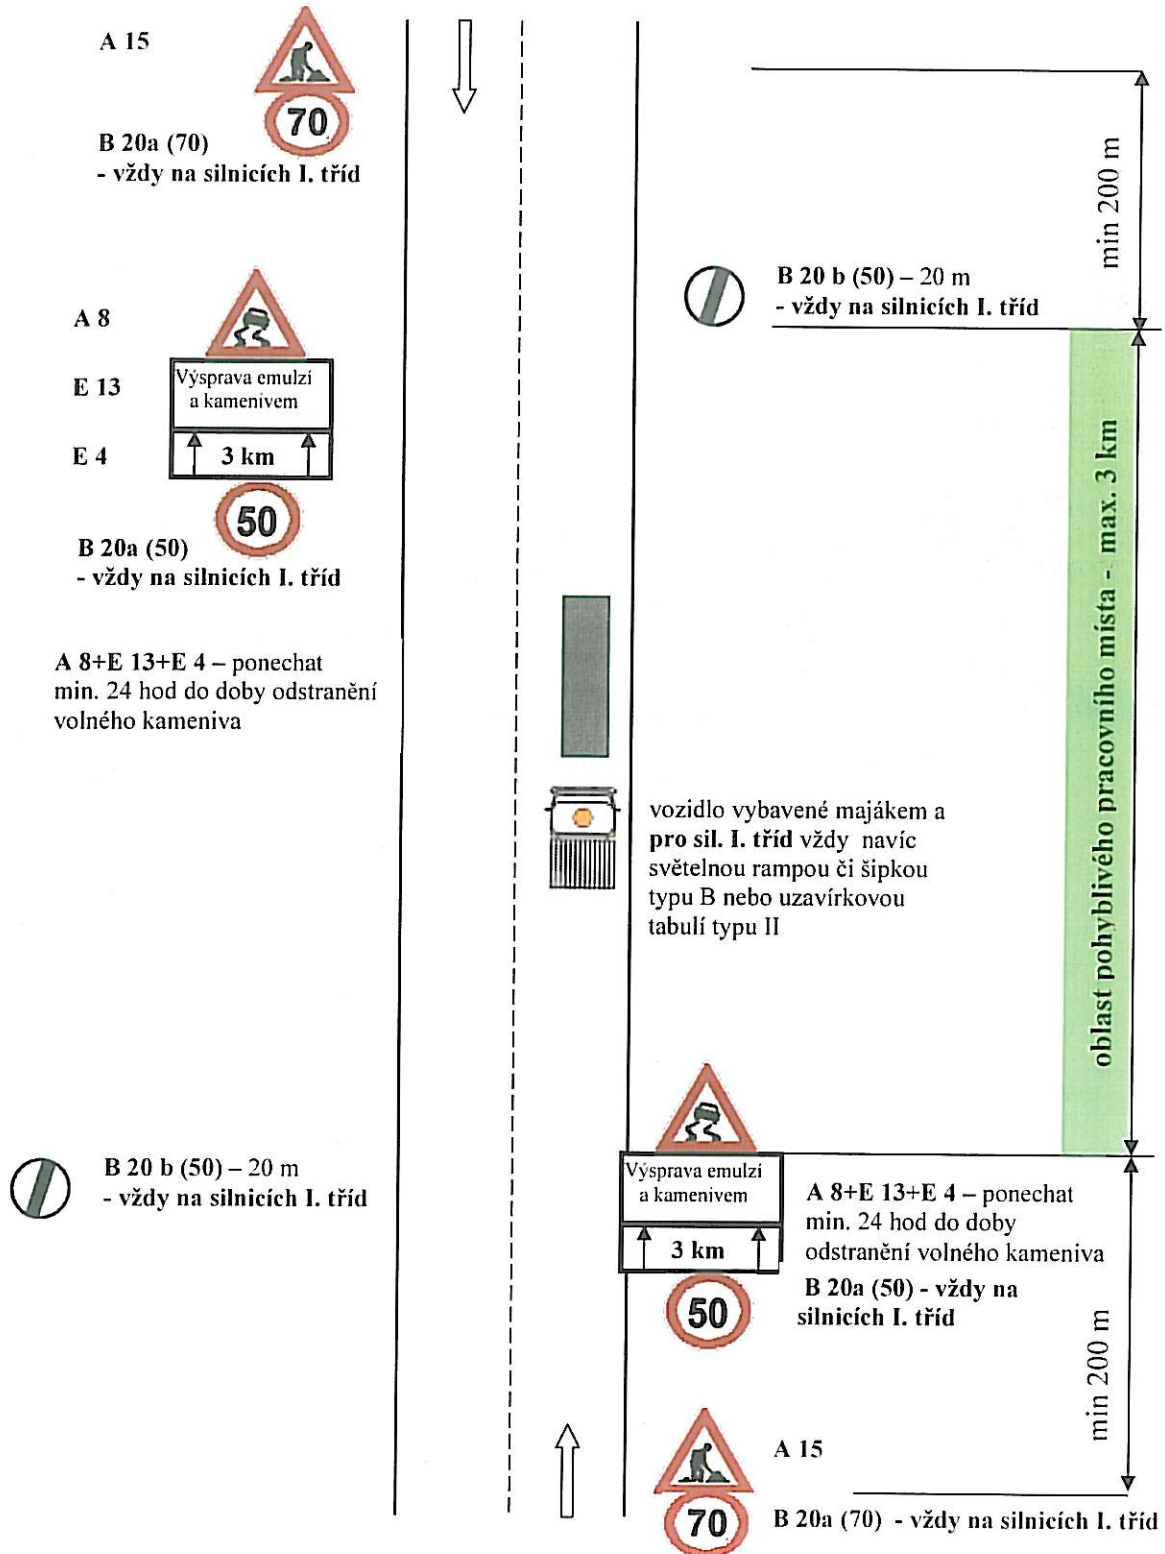 A 15
70
B 20a (70)
- vždy na silnicích I. tříd
min 200 m
B 20 b (50) – 20 m
- vždy na silnicích I. tříd
A 8
E 13
Výsprava emulzí
a kamenivem
E 4
3 km
50
B 20a (50)
- vždy na silnicích I. tříd
A 8+E 13+E 4 – ponechat
min. 24 hod do doby odstranění
volného kameniva
oblast pohyblivého pracovního místa - max. 3 km
vozidlo vybavené majákem a
pro sil. I. tříd vždy navíc
světelnou rampou či šipkou
typu B nebo uzavírkovou
tabulí typu II
B 20 b (50) – 20 m
- vždy na silnicích I. tříd
Výsprava emulzí
a kamenivem
3 km
50
A 8+E 13+E 4 – ponechat
min. 24 hod do doby
odstranění volného kameniva
B 20a (50) - vždy na
silnicích I. tříd
min 200 m
A 15
70
B 20a (70) - vždy na silnicích I. tříd